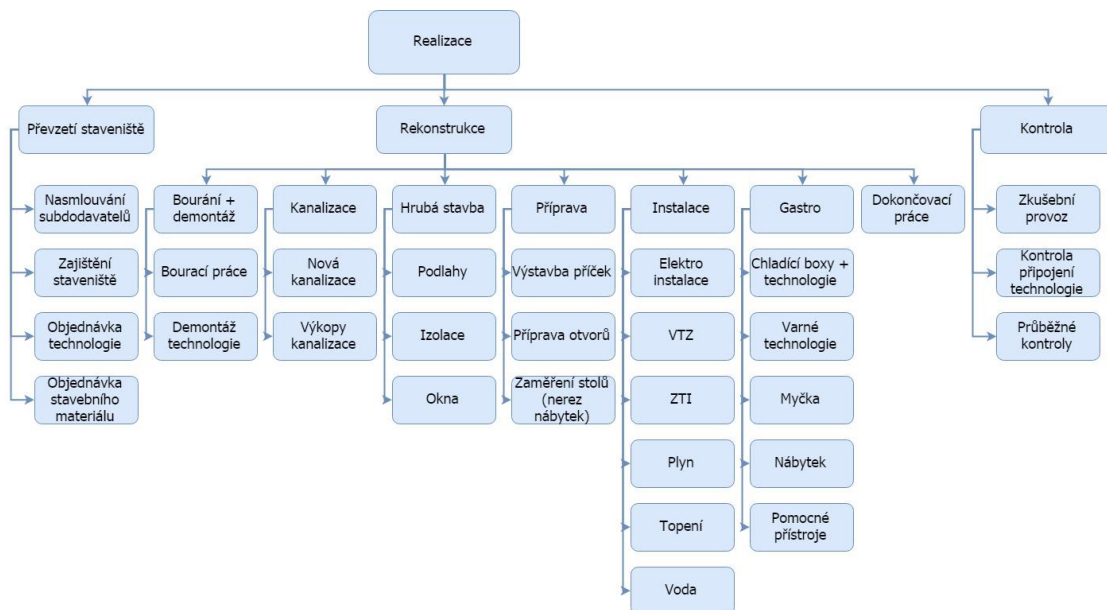 Realizace
Převzetí staveniště
Rekonstrukce
Kontrola
Nasmlouvání
subdodavatelů
Zajištění
staveniště
Objednávka
technologie
Objednávka
stavebního
materiálu
Bourání +
demontáž
Bourací práce
Demontáž
technologie
Kanalizace
Nová
kanalizace
Výkopy
kanalizace
Hrubá stavba
Podlahy
Izolace
Okna
Příprava
Výstavba příček
Příprava otvorů
Zaměření stolů
(nerez
nábytek)
Instalace
Elektro
instalace
VTZ
ZTI
Plyn
Topení
Voda
Gastro
Chladící boxy +
technologie
Varné
technologie
Myčka
Nábytek
Pomocné
přístroje
Dokončovací
práce
Zkušební
provoz
Kontrola
připojení
technologie
Průběžné
kontroly